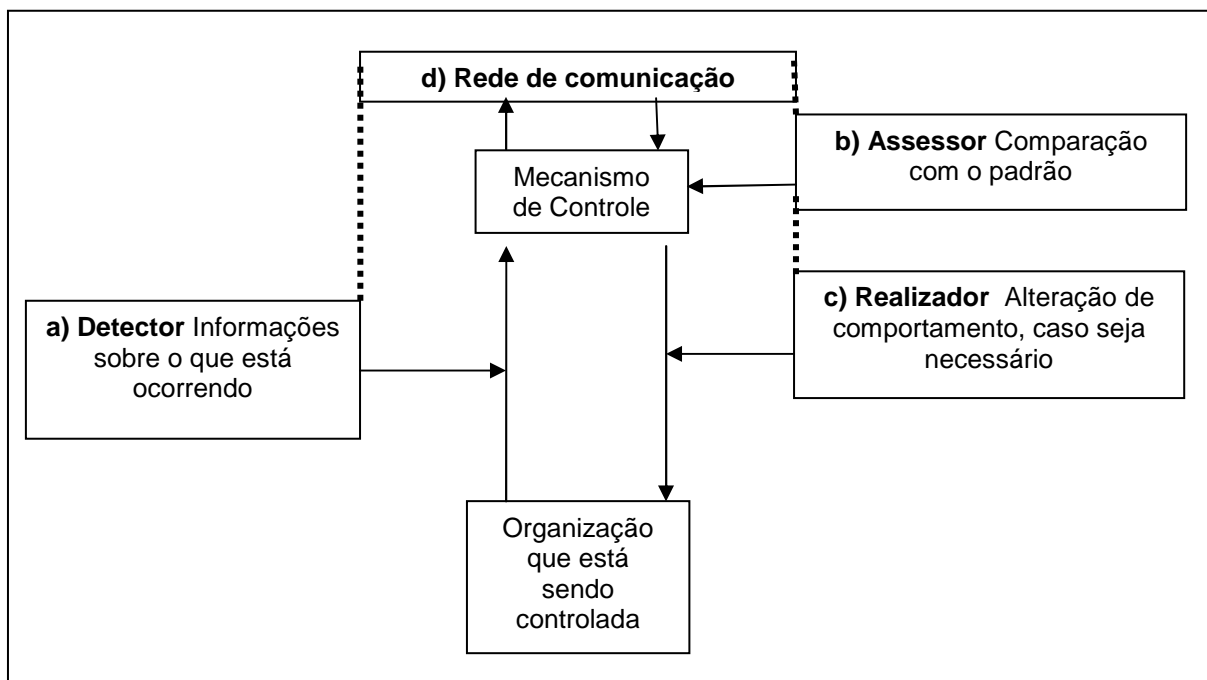 d) Rede de comunicação
b) Assessor Comparação
com o padrão
Mecanismo
de Controle
a) Detector Informações
sobre o que está
ocorrendo
c) Realizador Alteração de
comportamento, caso seja
necessário
Organização
que está
sendo
controlada